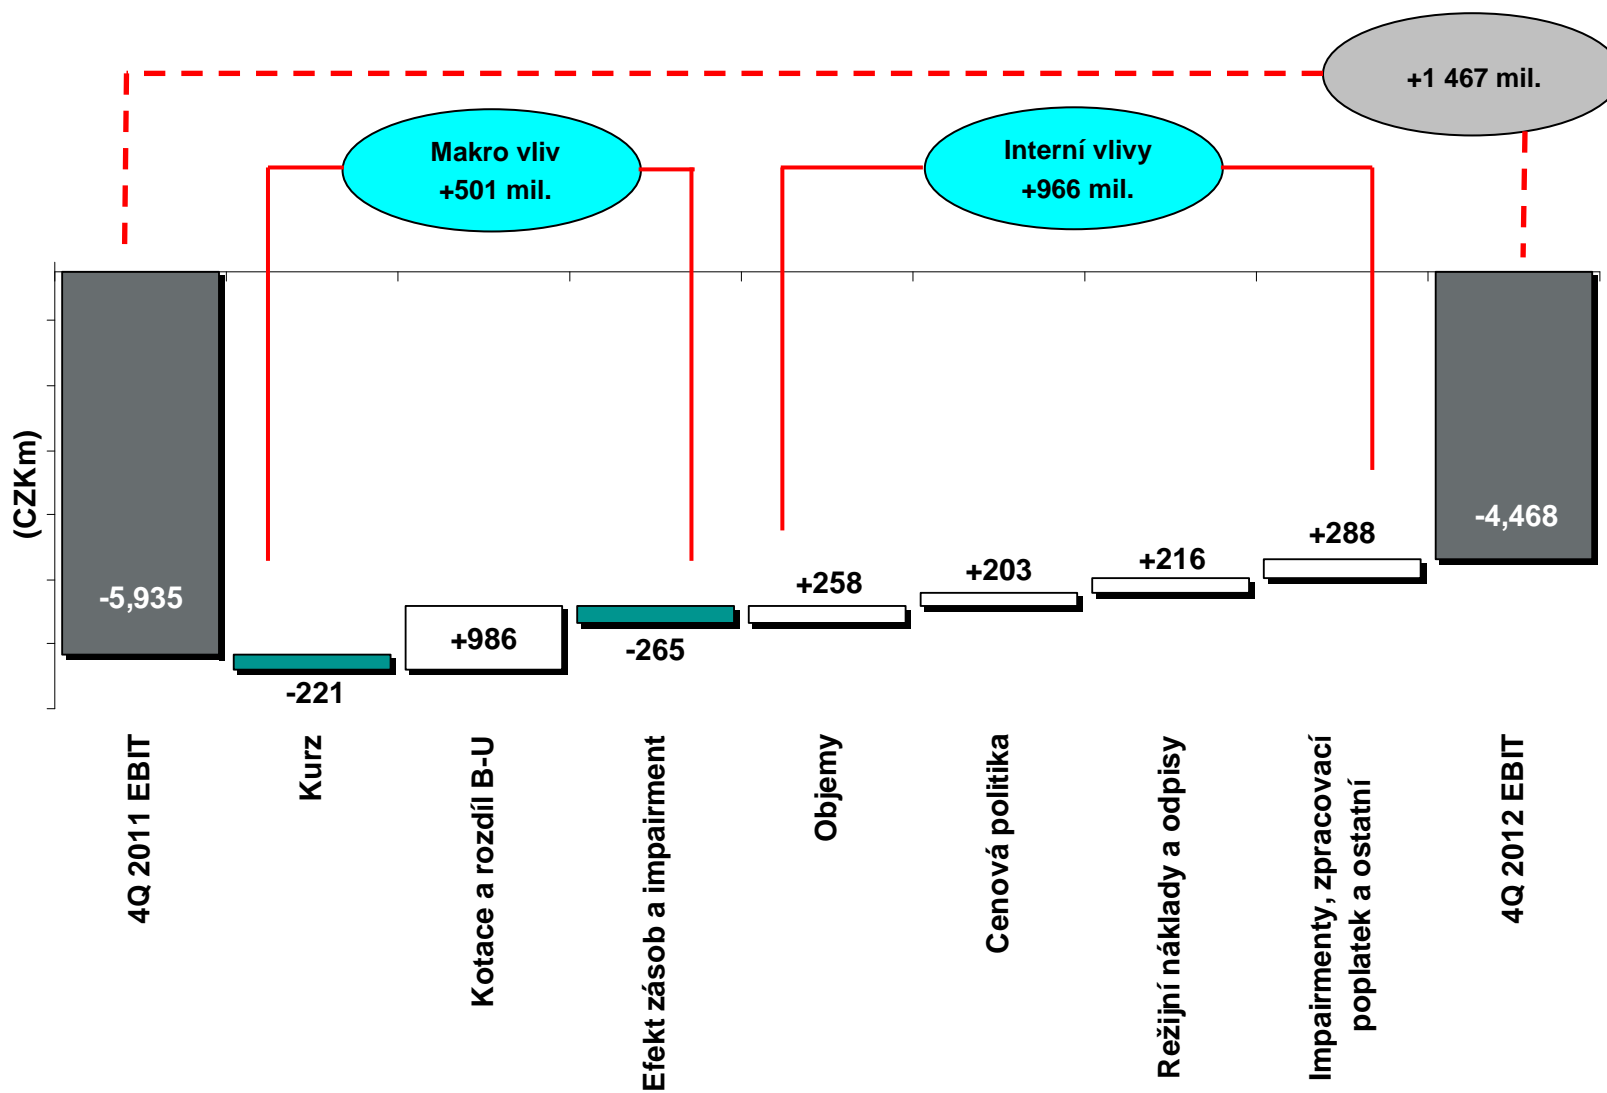 +1 467 mil.
Makro vliv
+501 mil.
Interní vlivy
+966 mil.
(CZKm)
-5,935
-221
+986
-265
+258
+203
+216
+288
-4,468
4Q 2011 EBIT
Kurz
Kotace a rozdíl B-U
Efekt zásob a impairment
Objemy
Cenová politika
Režijní náklady a odpisy
Impairmenty, zpracovací
poplatek a ostatní
4Q 2012 EBIT